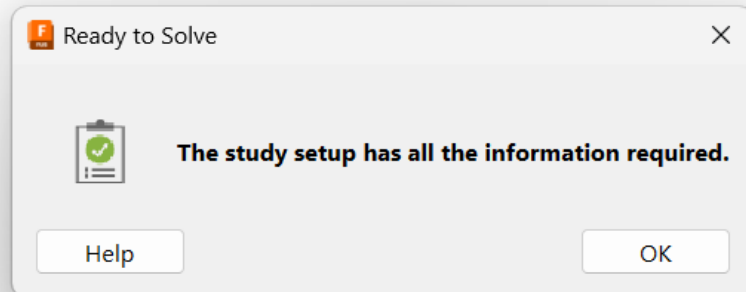 Ready to Solve
The study setup has all the information required.
Help
OK